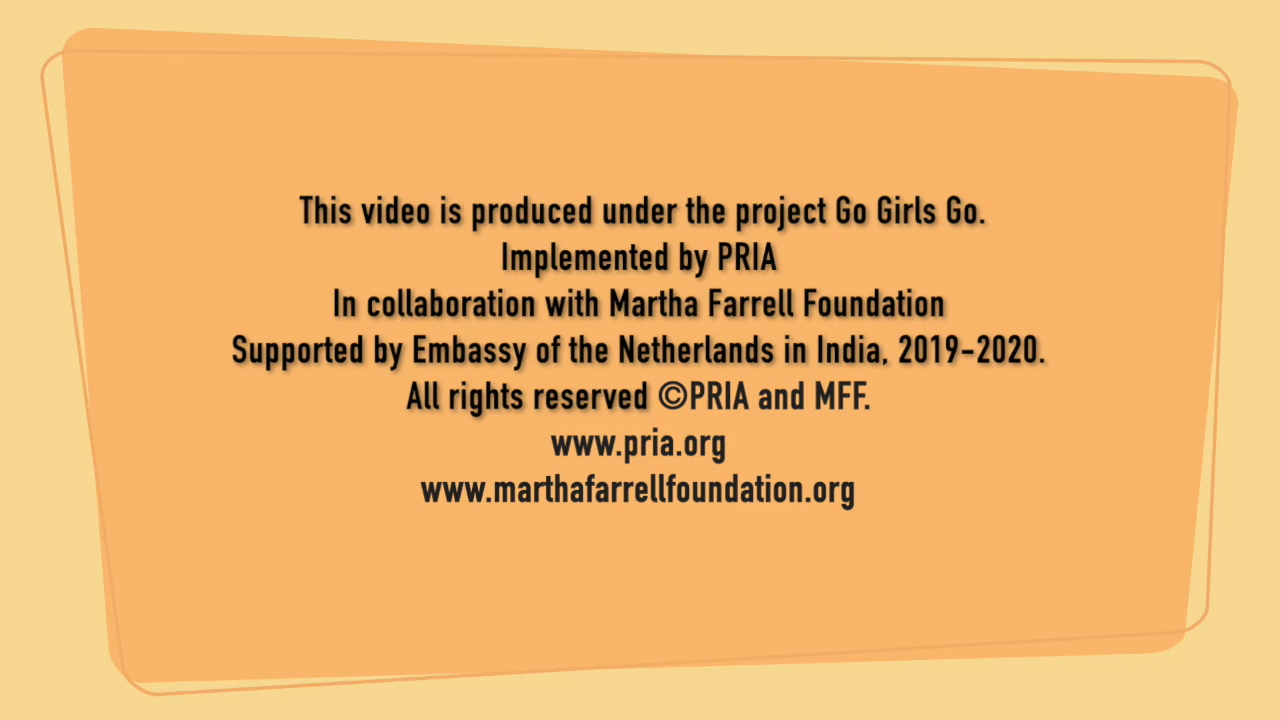 This video is produced under the project Go Girls Go.
Implemented by PRIA
In collaboration with Martha Farrell Foundation
Supported by Embassy of the Netherlands in India, 2019-2020.
All rights reserved ©PRIA and MFF.
www.pria.org
www.marthafarrellfoundation.org